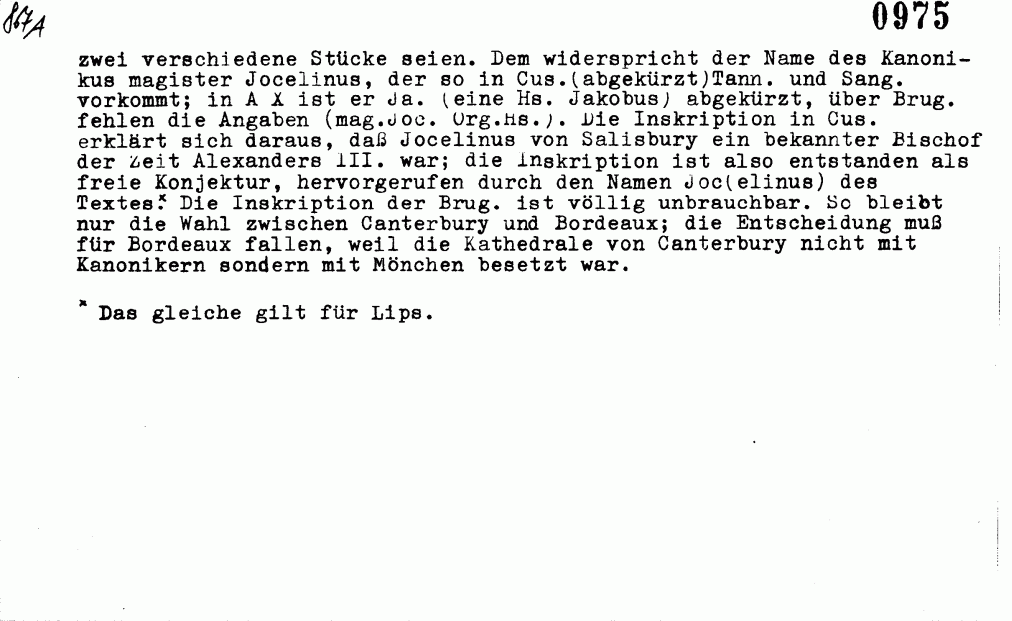 867A
0975
zwei verschiedene Stücke seien. Dem widerspricht der Name des Kanoni-
kus magister Jocelinus, der so in Cus.(abgekürzt)Tann. und Sang.
vorkommt; in A X ist er Ja. (eine Hs. Jakobus) abgekürzt, über Brug.
fehlen die Angaben (mag.Joc. Org.Hs.). Die Inskription in Cus.
erklärt sich daraus, daß Jocelinus von Salisbury ein bekannter Bischof
der Zeit Alexanders III. war; die Inskription ist also entstanden als
freie Konjektur, hervorgerufen durch den Namen Joc(elinus) des
Textes.* Die Inskription der Brug. ist völlig unbrauchbar. So bleibt
nur die Wahl zwischen Canterbury und Bordeaux; die Entscheidung muß
für Bordeaux fallen, weil die Kathedrale von Canterbury nicht mit
Kanonikern sondern mit Mönchen besetzt war.
* Das gleiche gilt für Lips.